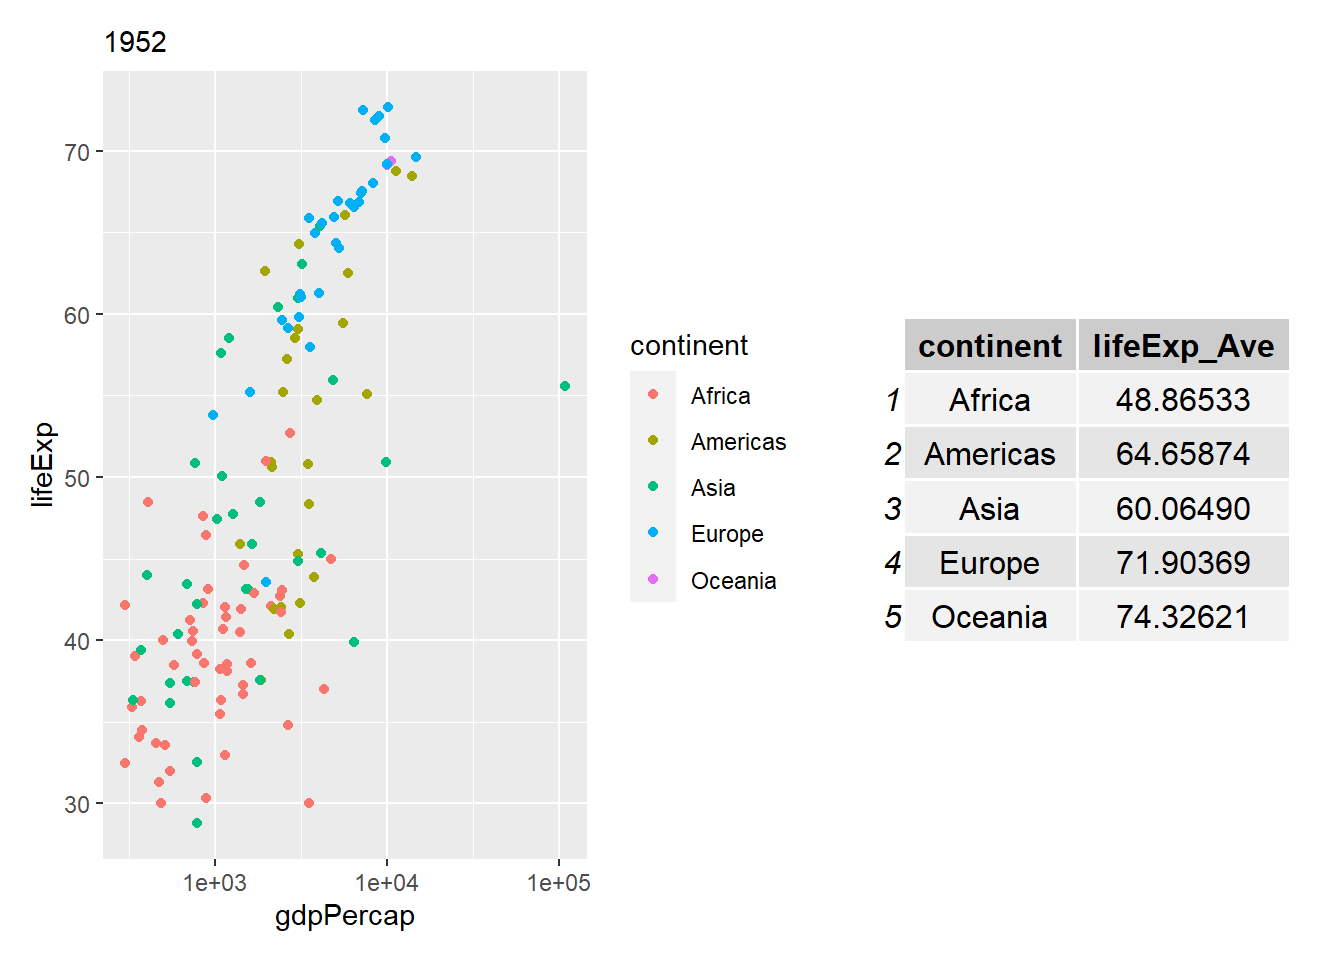 1952
lifeExp
70
60
50
40
30
1e+03 1e+04 1e+05
gdpPercap
continent
Africa
Americas
Asia
Europe
Oceania
continent lifeExp_Ave
1 Africa 48.86533
2 Americas 64.65874
3 Asia 60.06490
4 Europe 71.90369
5 Oceania 74.32621